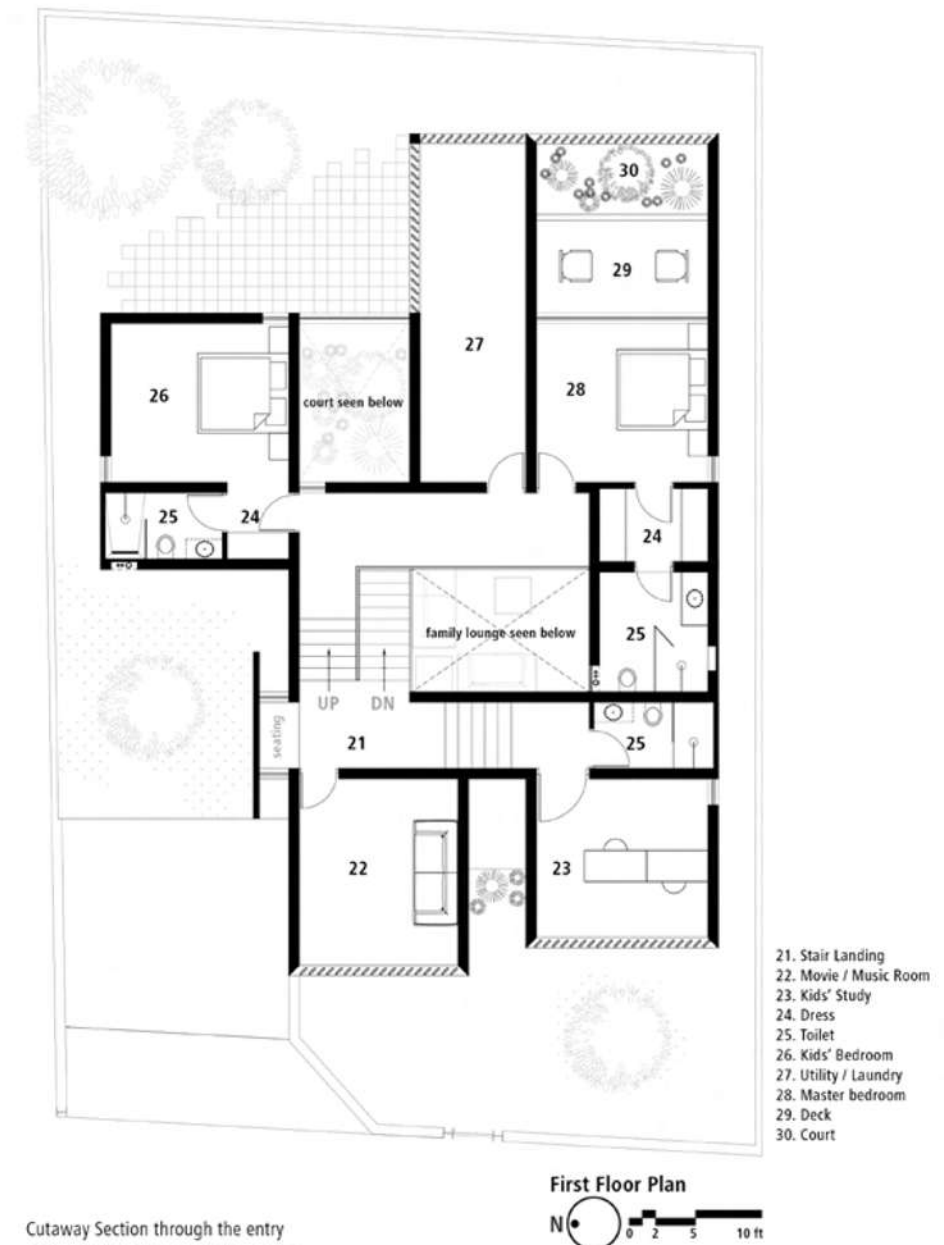 30
29
27
28
26
court seen below
25
24
24
family lounge seen below
25
UP
DN
seating
21
25
22
23
21. Stair Landing
22. Movie / Music Room
23. Kids' Study
24. Dress
25. Toilet
26. Kids' Bedroom
27. Utility / Laundry
28. Master bedroom
29. Deck
30. Court
First Floor Plan
N
0 2 5 10 ft
Cutaway Section through the entry